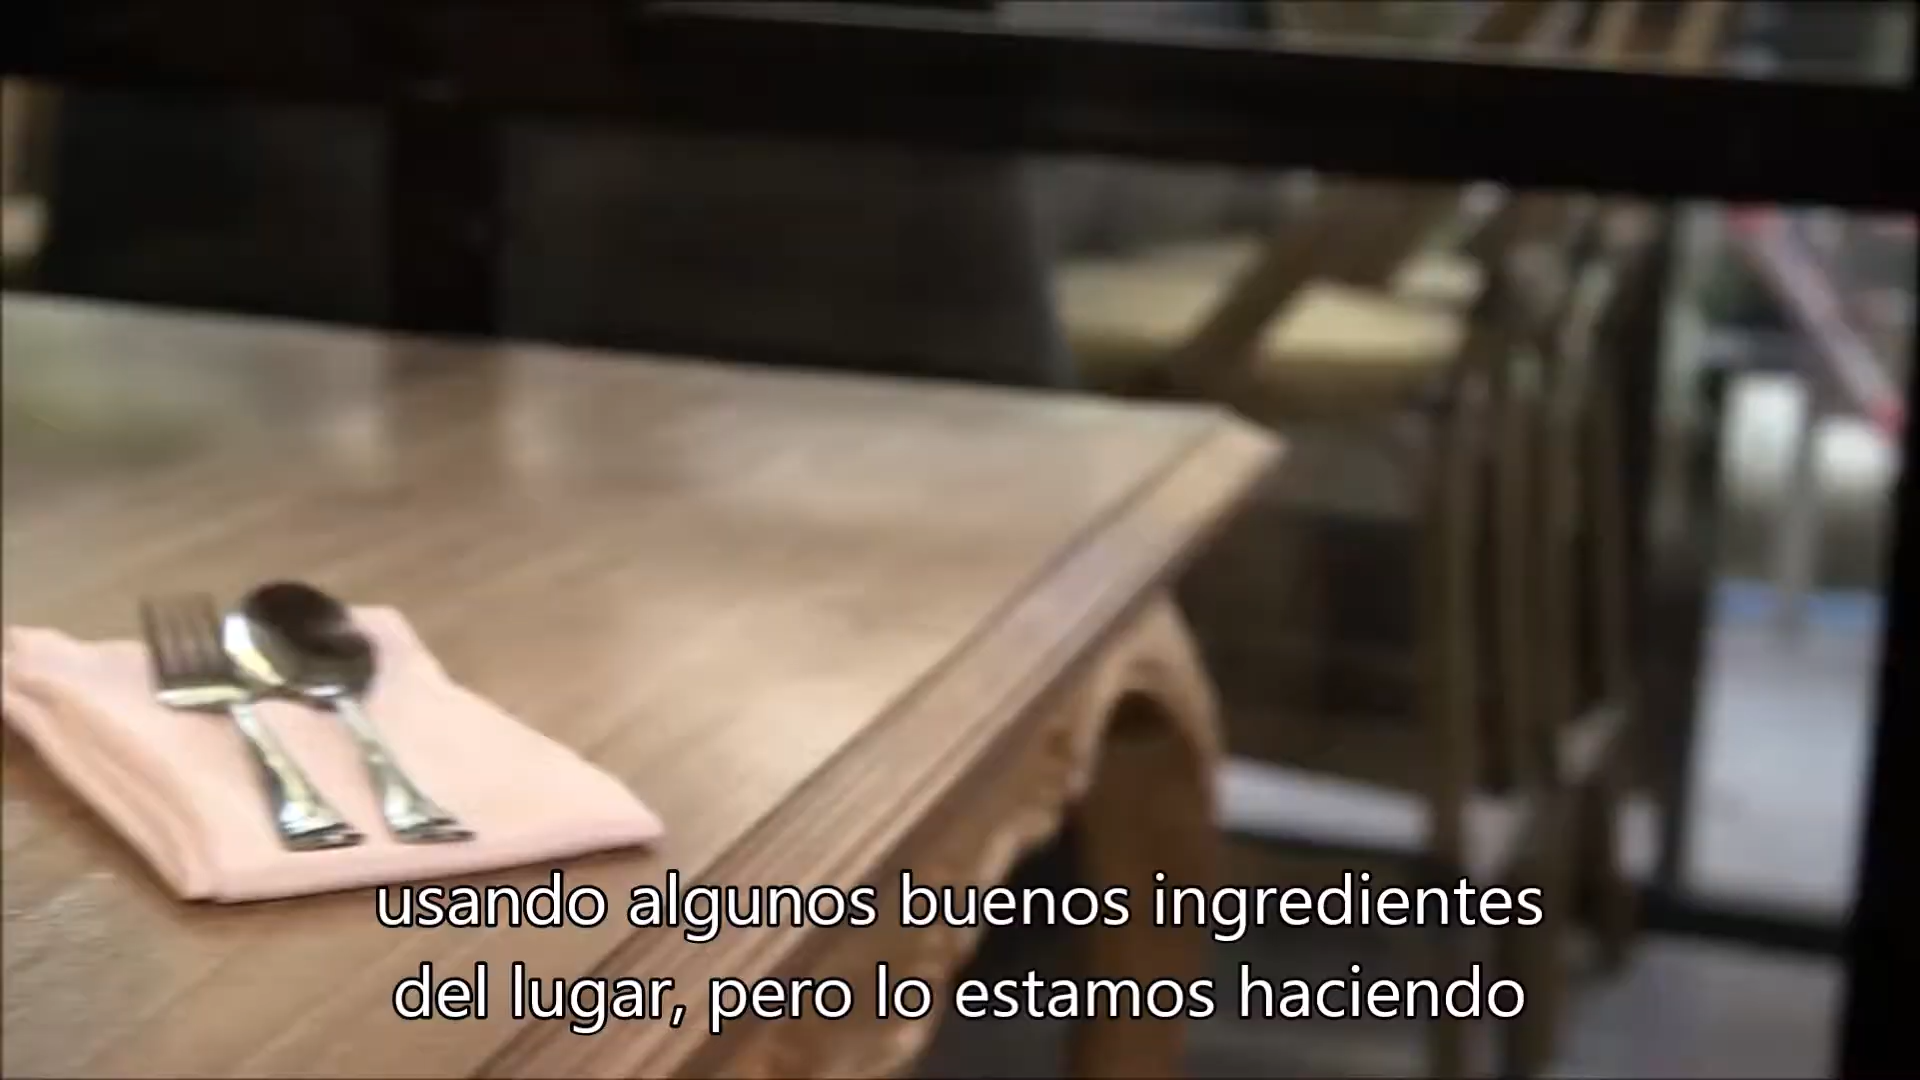 usando algunos buenos ingredientes
del lugar, pero lo estamos haciendo